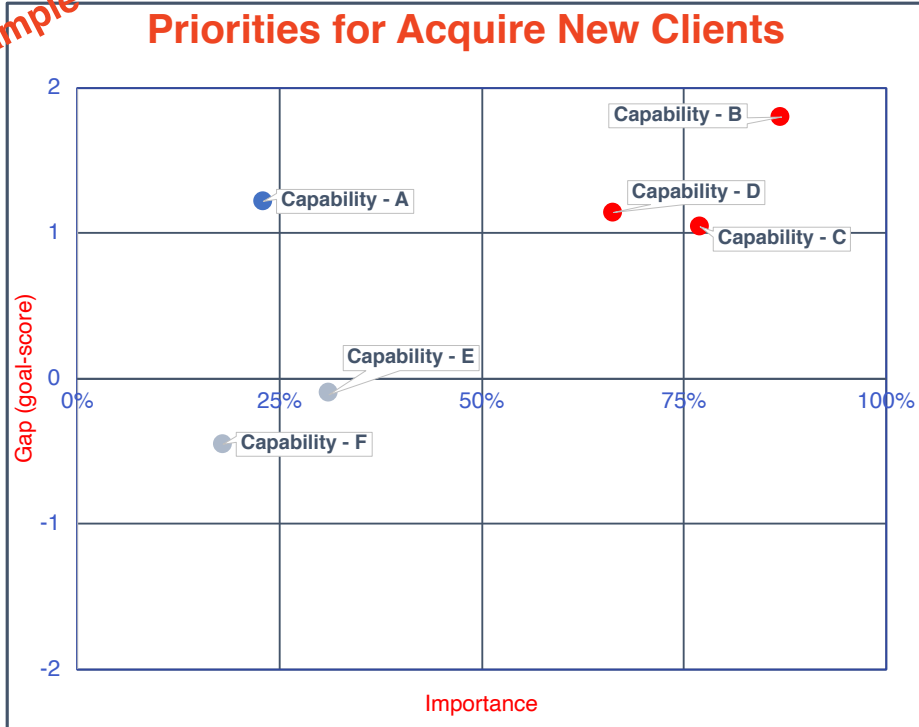 Priorities for Acquire New Clients
2
Capability - B
Capability - D
Capability - A
1
Capability - C
Gap (goal-score)
Capability - E
0
0%
25%
50%
75%
100%
Capability - F
-1
-2
Importance